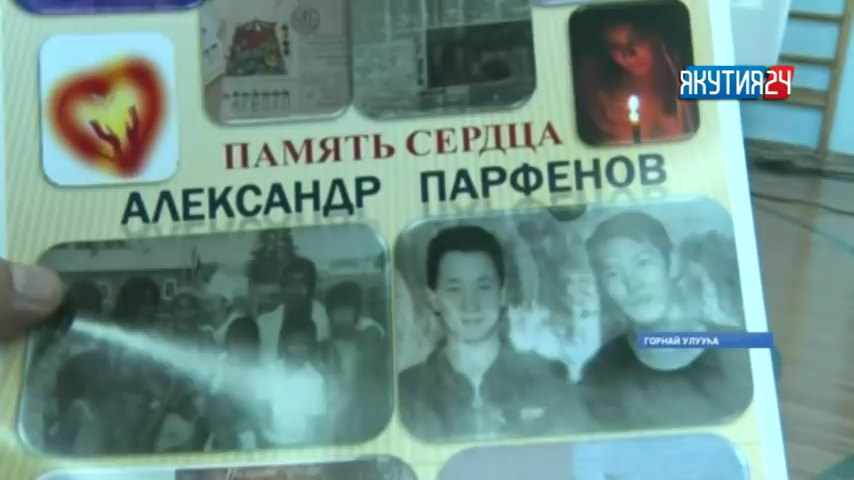 ЯКУТИЯ24
ПАМЯТЬ СЕРДЦА
АЛЕКСАНДР ПАРФЕНОВ
ГОРНАЙ УЛУУҺА